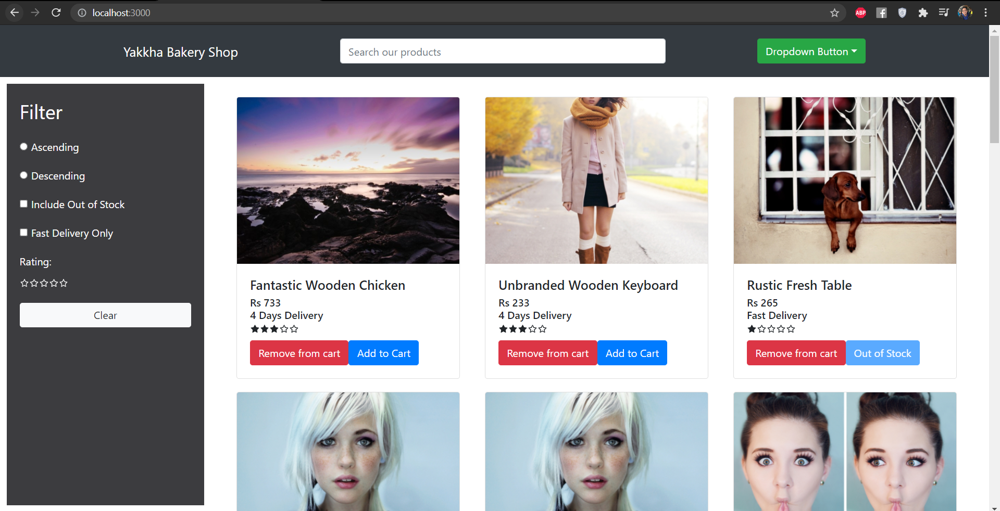 localhost:3000
ABP
Yakkha Bakery Shop
Search our products
Dropdown Button
Filter
Ascending
Descending
Include Out of Stock
Fast Delivery Only
Rating:
Clear
Fantastic Wooden Chicken
Rs 733
4 Days Delivery
Remove from cart Add to Cart
Unbranded Wooden Keyboard
Rs 233
4 Days Delivery
Remove from cart Add to Cart
Rustic Fresh Table
Rs 265
Fast Delivery
Remove from cart Out of Stock